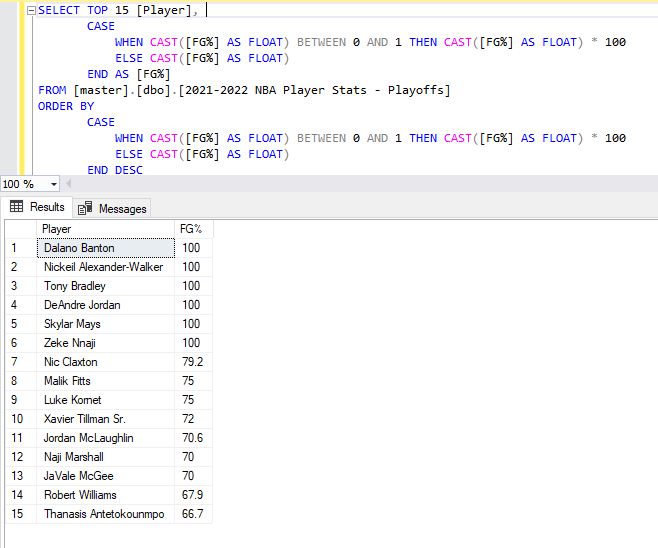 SELECT TOP 15 [Player],
CASE
WHEN CAST([FG%] AS FLOAT) BETWEEN 0 AND 1 THEN CAST([FG%] AS FLOAT) * 100
ELSE CAST([FG%] AS FLOAT)
END AS [FG%]
FROM [master].[dbo].[2021-2022 NBA Player Stats - Playoffs]
ORDER BY
CASE
WHEN CAST([FG%] AS FLOAT) BETWEEN 0 AND 1 THEN CAST([FG%] AS FLOAT) * 100
ELSE CAST([FG%] AS FLOAT)
END DESC
100 %
Results Messages
Player FG%
1 Dalano Banton 100
2 Nickeil Alexander-Walker 100
3 Tony Bradley 100
4 DeAndre Jordan 100
5 Skylar Mays 100
6 Zeke Nnaji 100
7 Nic Claxton 79.2
8 Malik Fitts 75
9 Luke Kornet 75
10 Xavier Tillman Sr. 72
11 Jordan McLaughlin 70.6
12 Naji Marshall 70
13 JaVale McGee 70
14 Robert Williams 67.9
15 Thanasis Antetokounmpo 66.7